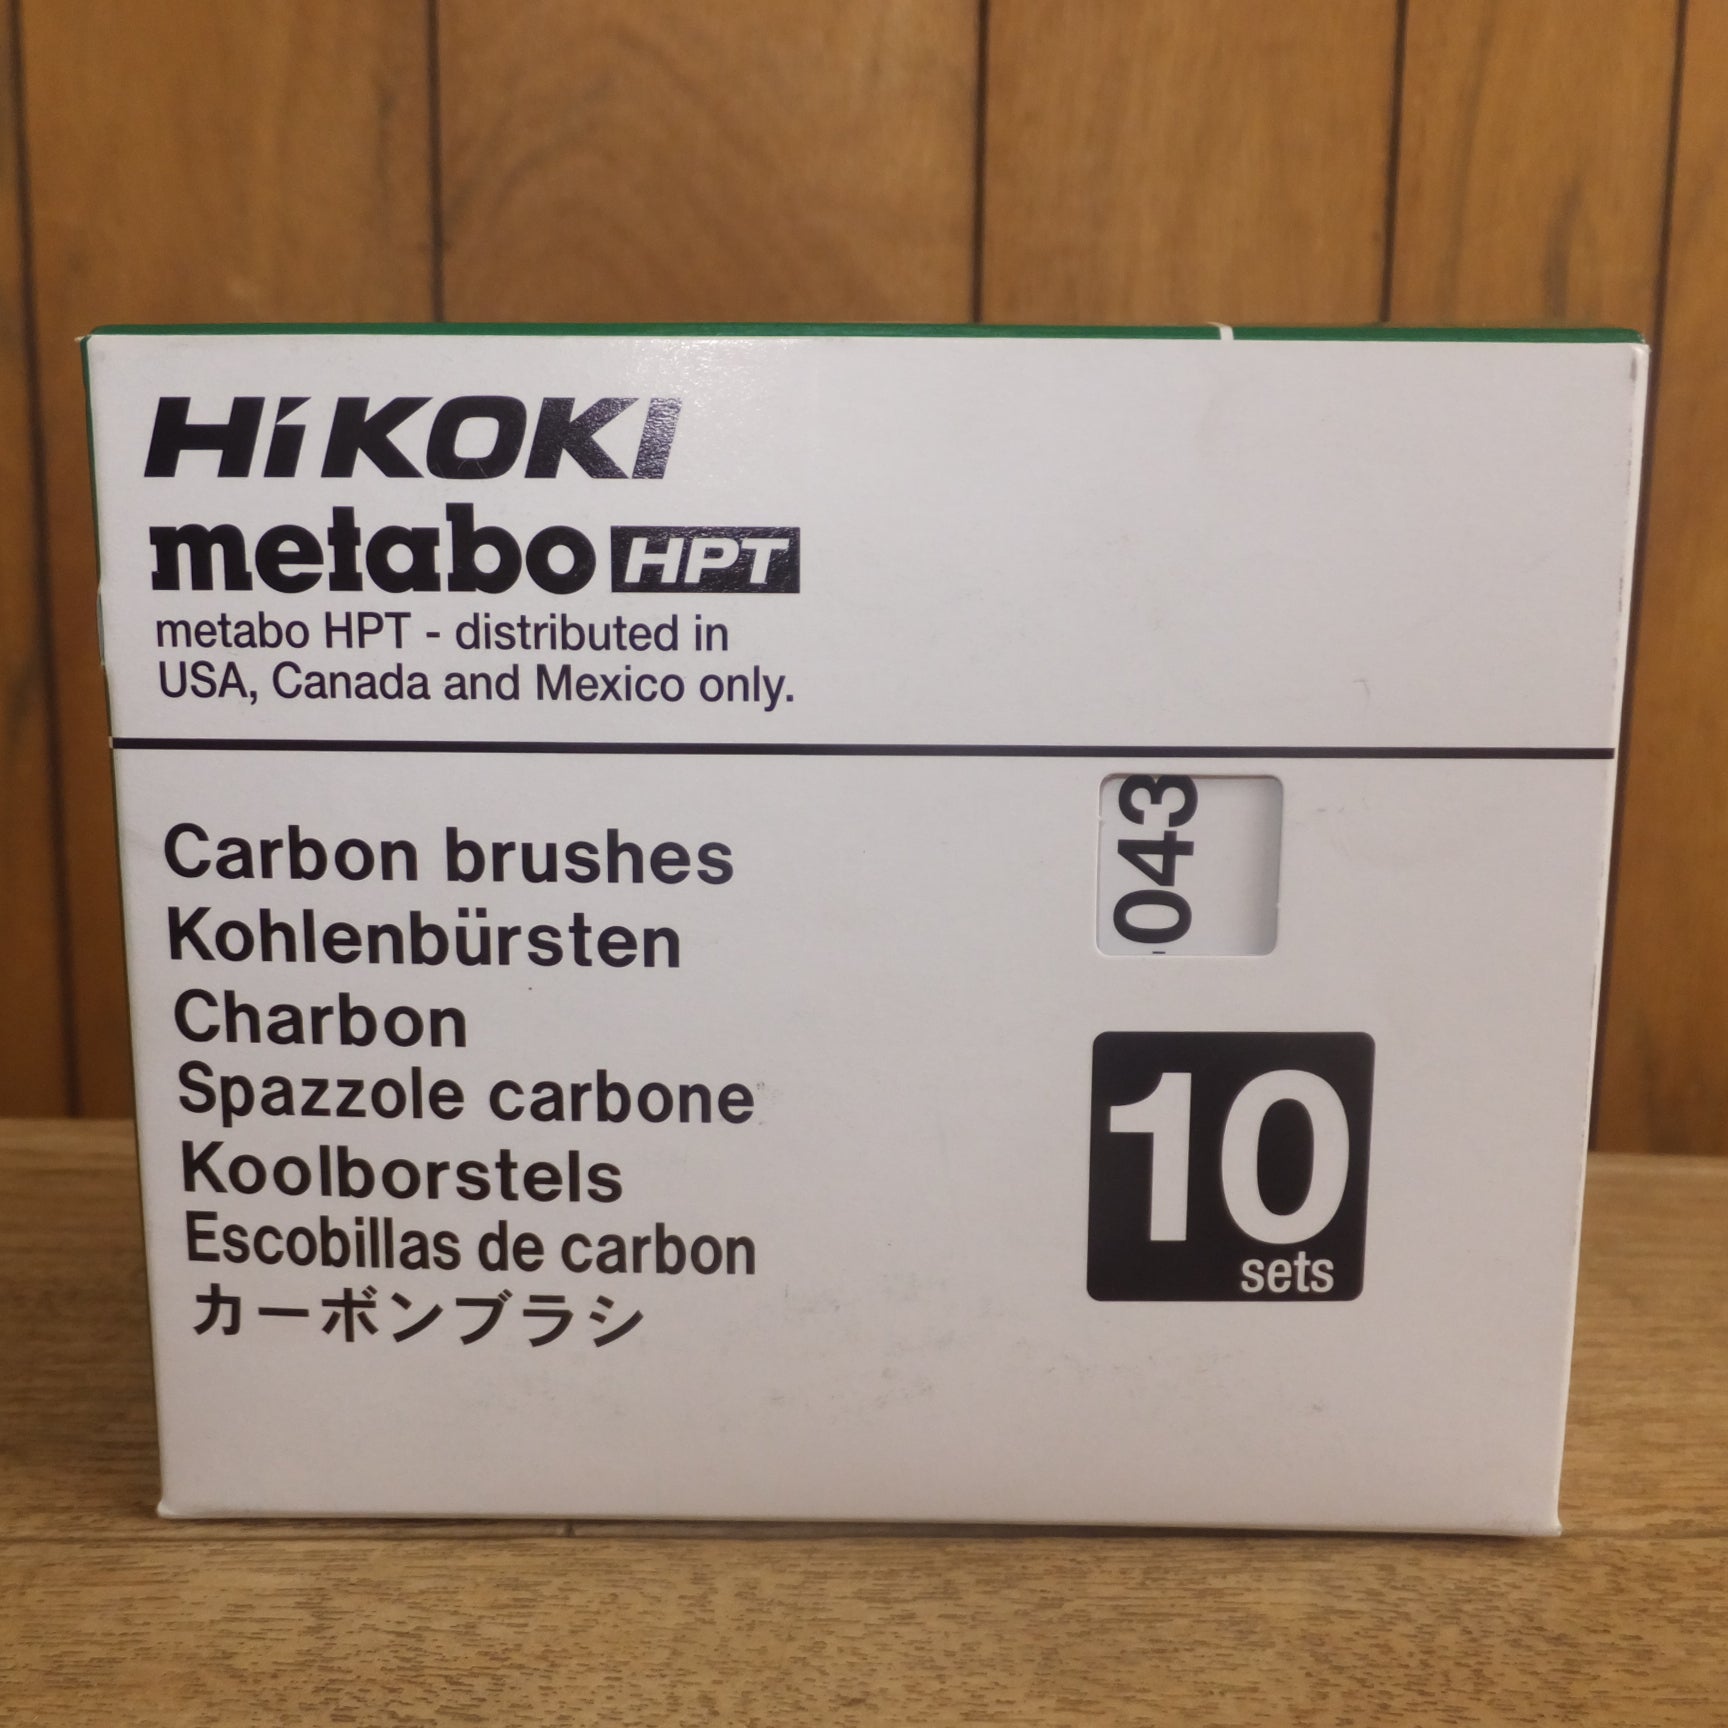 HiKOKI
metabo HPT
metabo HPT - distributed in
USA, Canada and Mexico only.
Carbon brushes
Kohlenbürsten
Charbon
Spazzole carbone
Koolborstels
Escobillas de carbon
カーボンブラシ
043
10
sets